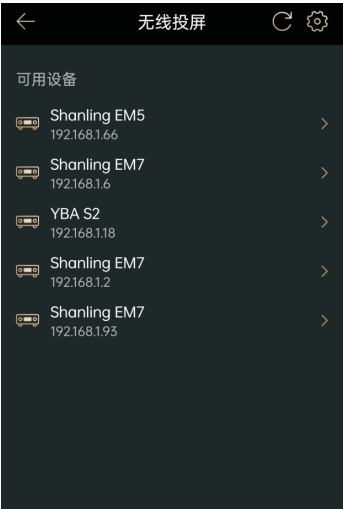 无线投屏
可用设备
Shanling EM5
192.168.1.66
Shanling EM7
192.168.1.6
YBA S2
192.168.1.18
Shanling EM7
192.168.1.2
Shanling EM7
192.168.1.93